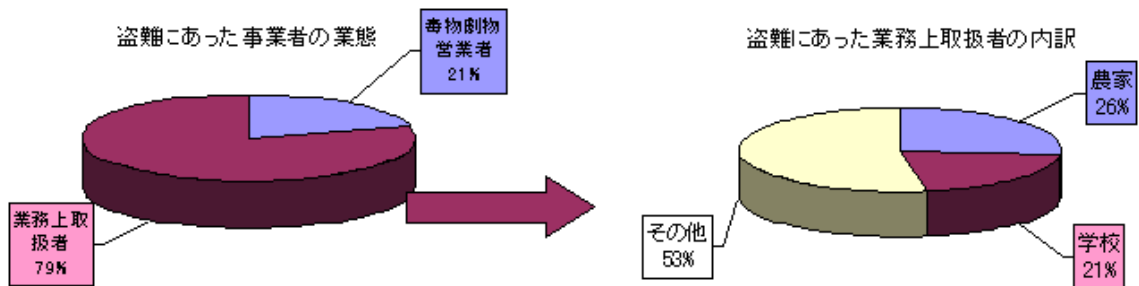 盗難にあった事業者の業態
毒物劇物
営業者
21%
業務上取
扱者
79%
盗難にあった業務上取扱者の内訳
農家
26%
その他
53%
学校
21%